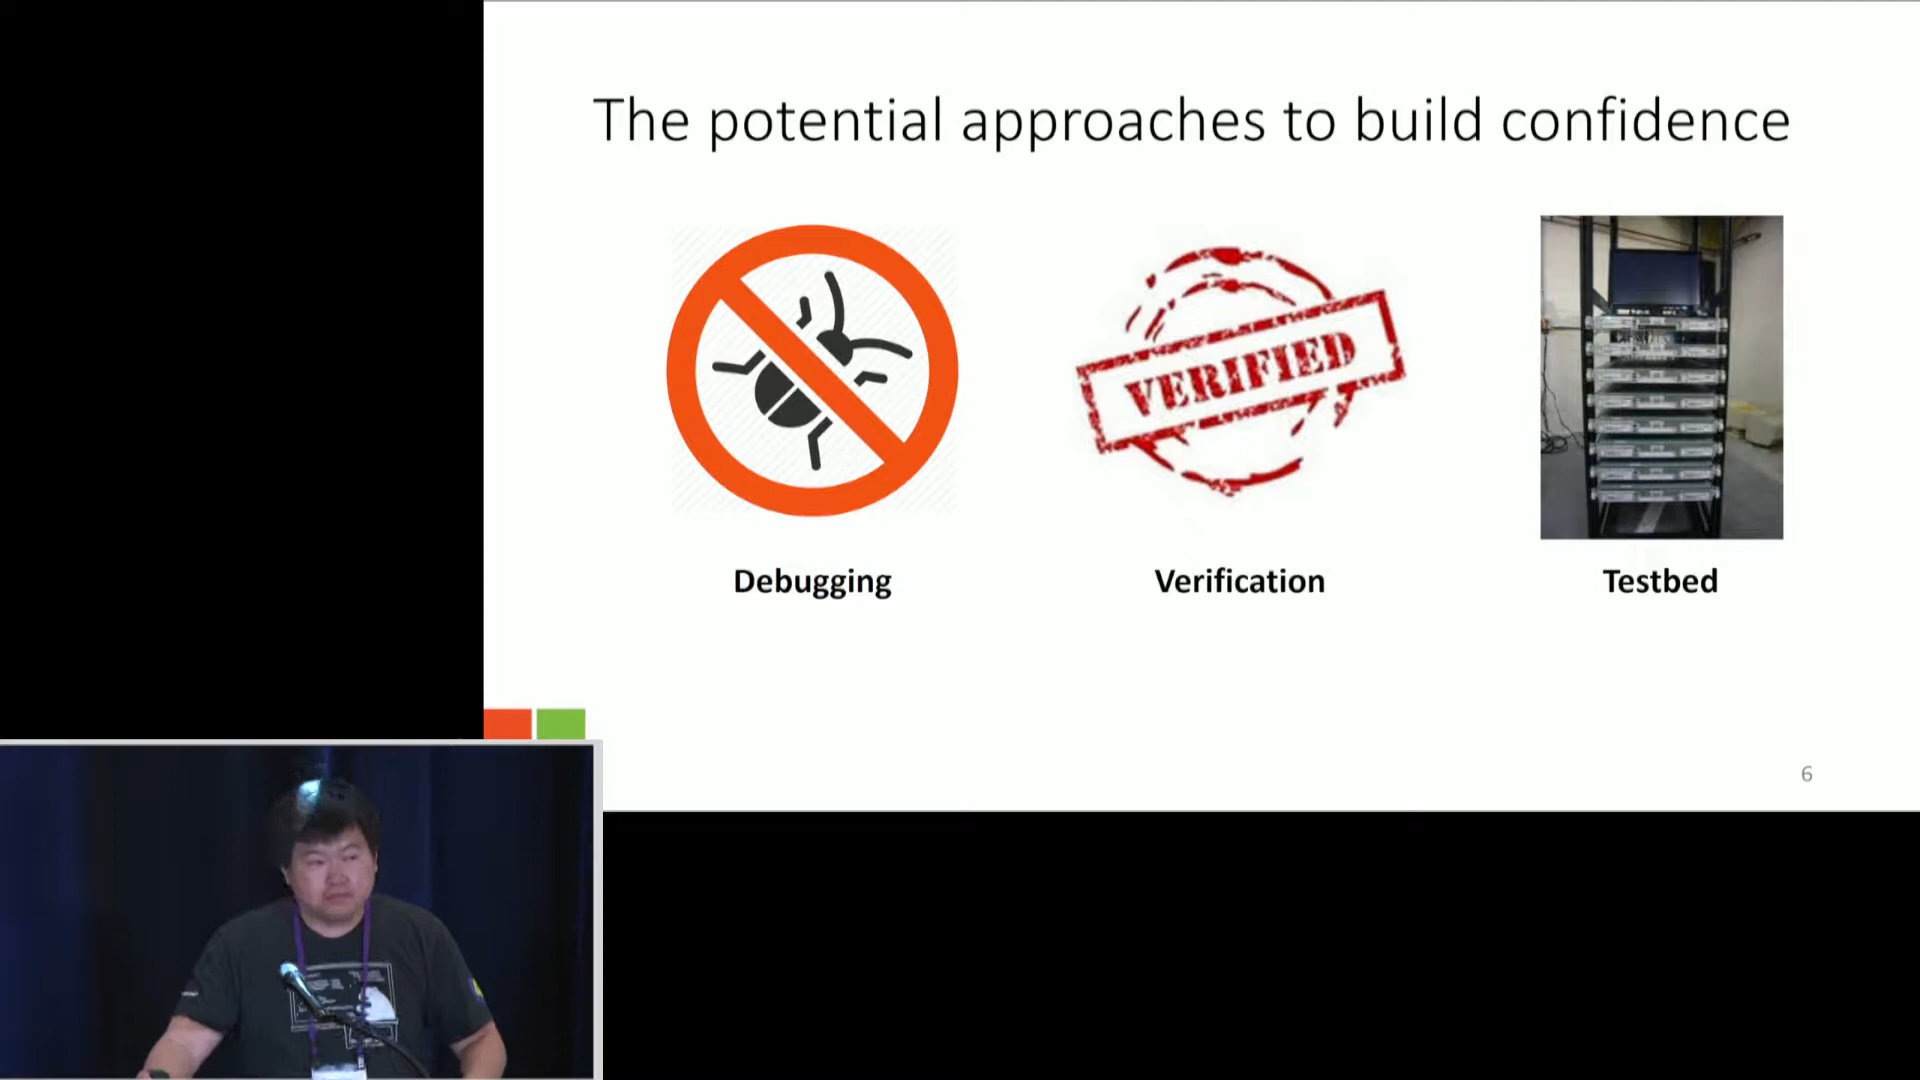 The potential approaches to build confidence
VERIFIED
Debugging
Verification
Testbed
6